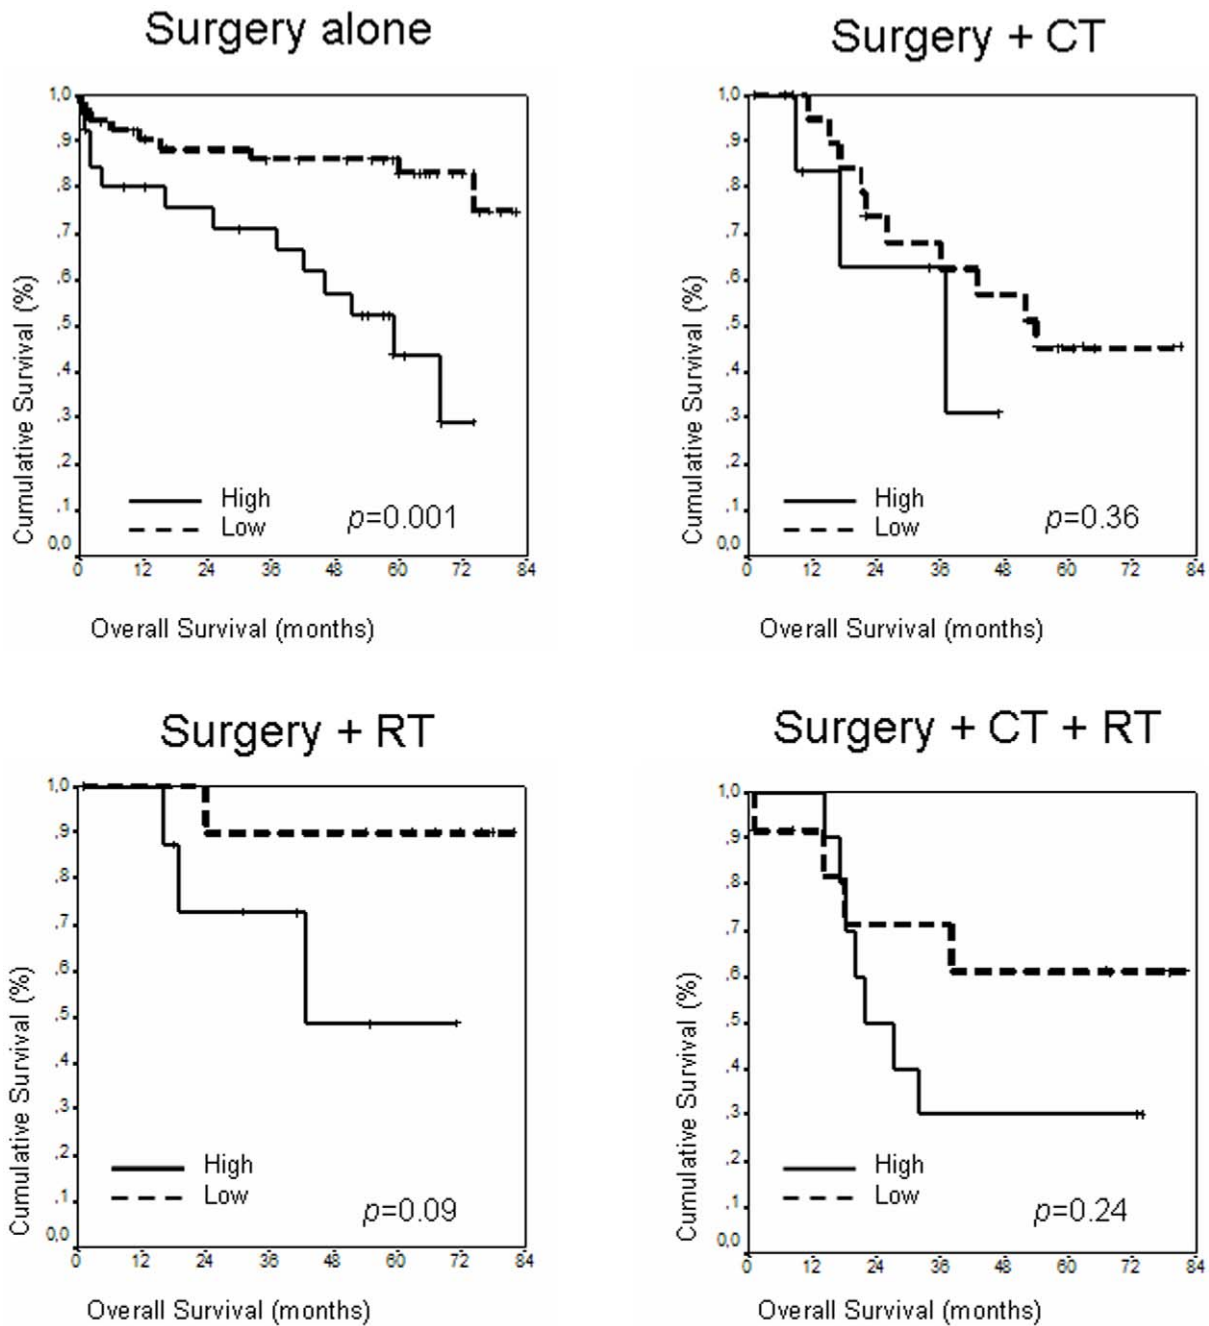 Surgery alone
Cumulative Survival (%)
1,0
,9
,8
,7
,6
,5
,4
,3
,2
,1
0,0
High
Low
p=0.001
0 12 24 36 48 60 72 84
Overall Survival (months)
Surgery + CT
Cumulative Survival (%)
1,0
,9
,8
,7
,6
,5
,4
,3
,2
,1
0,0
High
Low
p=0.36
0 12 24 36 48 60 72 84
Overall Survival (months)
Surgery + RT
Cumulative Survival (%)
1,0
,9
,8
,7
,6
,5
,4
,3
,2
,1
0,0
High
Low
p=0.09
0 12 24 36 48 60 72 84
Overall Survival (months)
Surgery + CT + RT
Cumulative Survival (%)
1,0
,9
,8
,7
,6
,5
,4
,3
,2
,1
0,0
High
Low
p=0.24
0 12 24 36 48 60 72 84
Overall Survival (months)